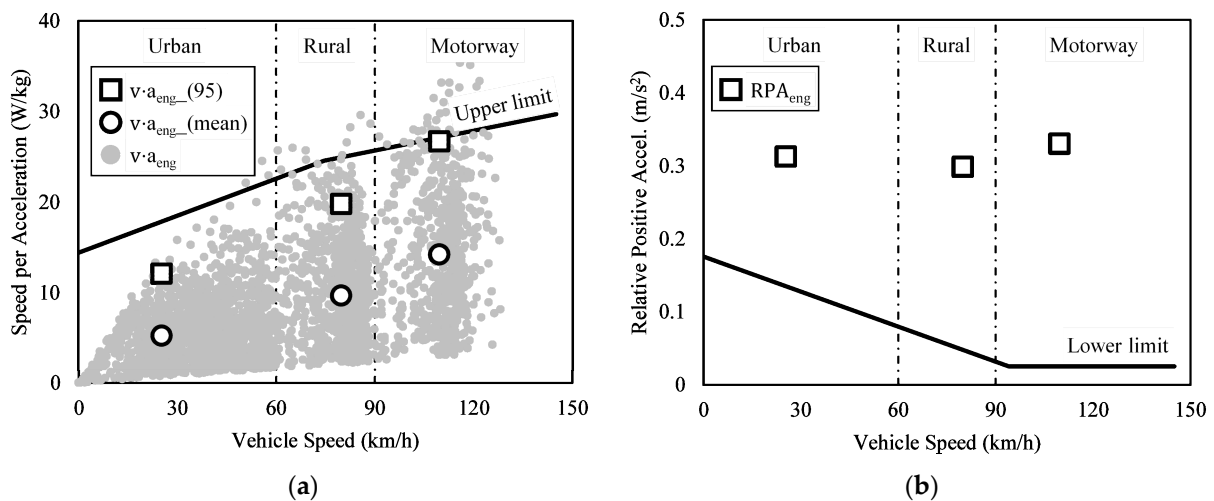 40
30
20
10
0
Speed per Acceleration (W/kg)
Urban
Rural
Motorway
v·a_eng_(95)
v·a_eng_(mean)
v·a_eng
Upper limit
0
30
60
90
120
150
Vehicle Speed (km/h)
(a)
0.5
0.4
0.3
0.2
0.1
0
Relative Positive Accel. (m/s²)
Urban
Rural
Motorway
RPA_eng
Lower limit
0
30
60
90
120
150
Vehicle Speed (km/h)
(b)